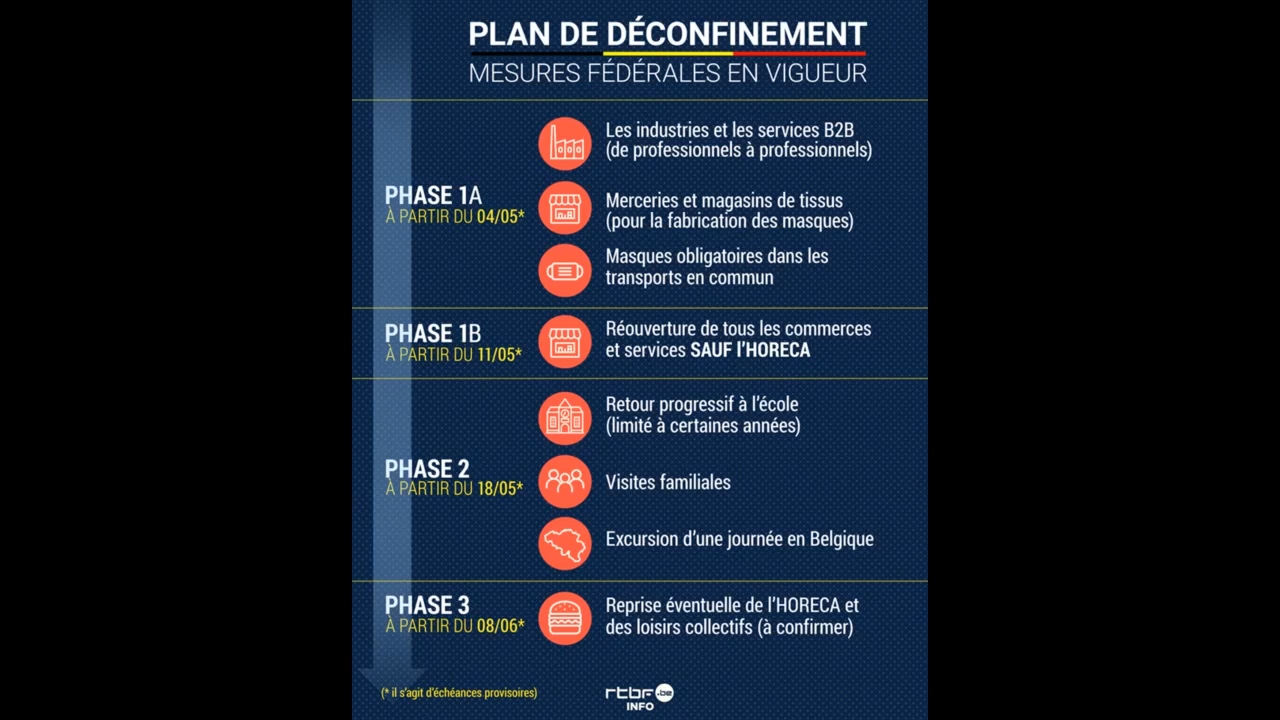 PLAN DE DÉCONFINEMENT
MESURES FÉDÉRALES EN VIGUEUR
PHASE 1A
À PARTIR DU 04/05*
Les industries et les services B2B
(de professionnels à professionnels)
Merceries et magasins de tissus
(pour la fabrication des masques)
Masques obligatoires dans les
transports en commun
PHASE 1B
À PARTIR DU 11/05*
Réouverture de tous les commerces
et services SAUF l'HORECA
PHASE 2
À PARTIR DU 18/05*
Retour progressif à l'école
(limité à certaines années)
Visites familiales
Excursion d'une journée en Belgique
PHASE 3
À PARTIR DU 08/06*
Reprise éventuelle de l'HORECA et
des loisirs collectifs (à confirmer)
(* il s'agit d'échéances provisoires)
rtbf.be
INFO